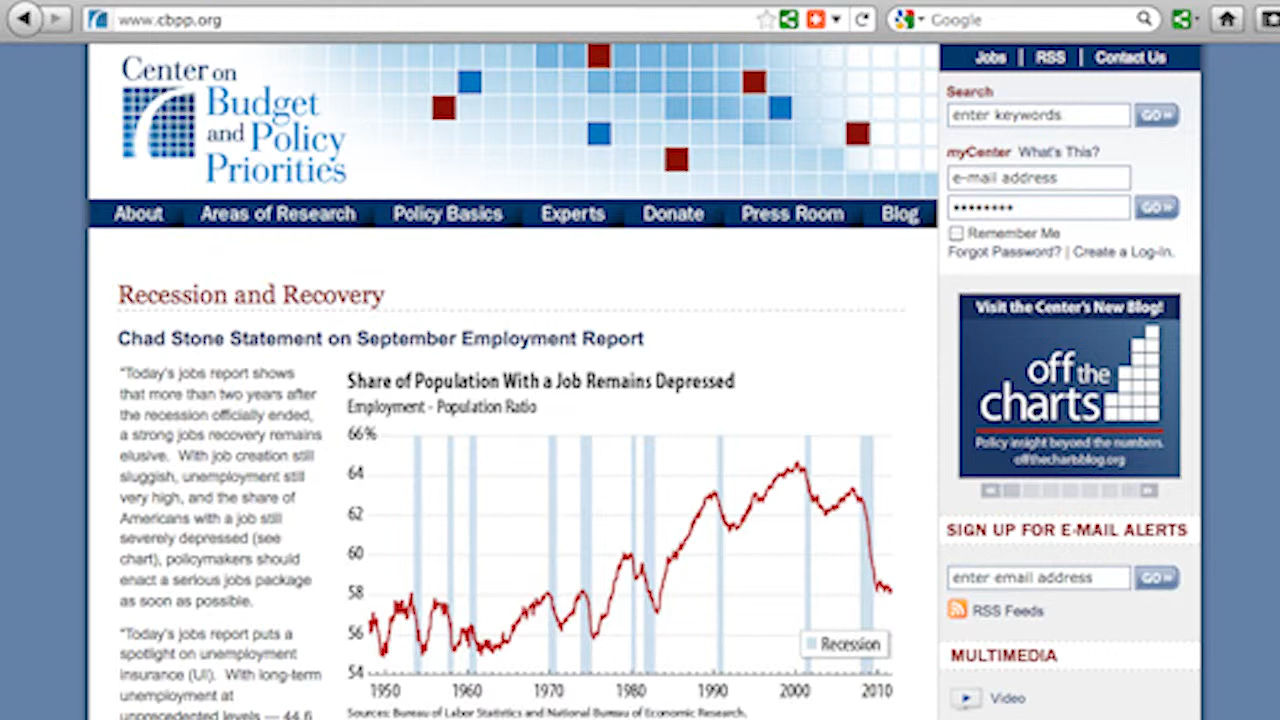 www.cbpp.org
Google
Center on
Budget
and Policy
Priorities
Jobs | RSS | Contact Us
Search
enter keywords
GO
myCenter What's This?
e-mail address
GO
Remember Me
Forgot Password? | Create a Log-In.
About Areas of Research Policy Basics Experts Donate Press Room Blog
Recession and Recovery
Chad Stone Statement on September Employment Report
"Today's jobs report shows
that more than two years after
the recession officially ended,
a strong jobs recovery remains
elusive. With job creation still
sluggish, unemployment still
very high, and the share of
Americans with a job still
severely depressed (see
chart), policymakers should
enact a serious jobs package
as soon as possible.
"Today's jobs report puts a
spotlight on unemployment
insurance (UI). With long-term
unemployment at
unprecedented levels — 44.6
Share of Population With a Job Remains Depressed
Employment - Population Ratio
66%
64
62
60
58
56
54
Recession
1950 1960 1970 1980 1990 2000 2010
Sources: Bureau of Labor Statistics and National Bureau of Economic Research.
Visit the Center's New Blog!
off the
charts
Policy insight beyond the numbers.
offthechartsblog.org
SIGN UP FOR E-MAIL ALERTS
enter email address
GO
RSS Feeds
MULTIMEDIA
Video